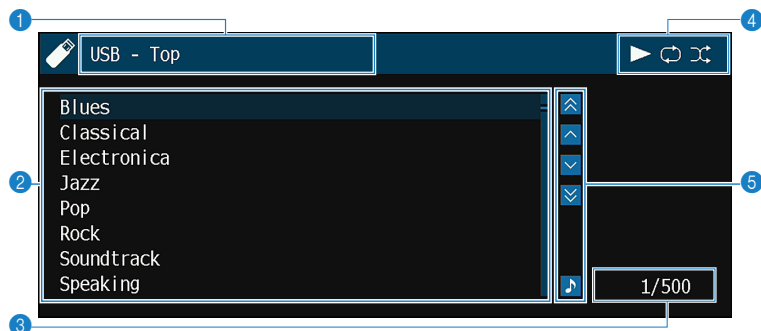 1
4
USB - Top
Blues
Classical
Electronica
2
Jazz
5
Pop
Rock
Soundtrack
Speaking
1/500
3